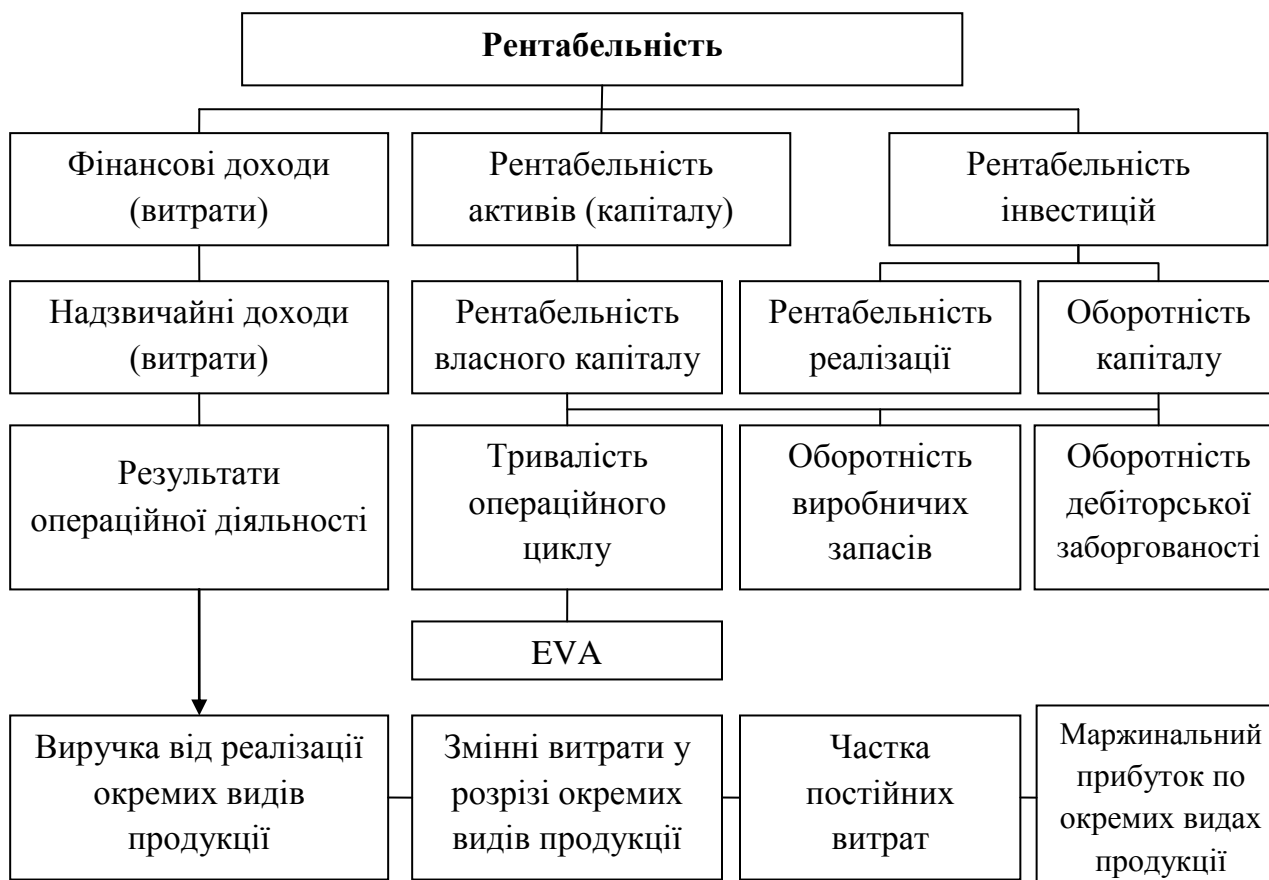 Рентабельність
Фінансові доходи
(витрати)
Рентабельність
активів (капіталу)
Рентабельність
інвестицій
Надзвичайні доходи
(витрати)
Рентабельність
власного капіталу
Рентабельність
реалізації
Оборотність
капіталу
Результати
операційної діяльності
Тривалість
операційного
циклу
Оборотність
виробничих
запасів
Оборотність
дебіторської
заборгованості
EVA
Виручка від реалізації
окремих видів
продукції
Змінні витрати у
розрізі окремих
видів продукції
Частка
постійних
витрат
Маржинальний
прибуток по
окремих видах
продукції